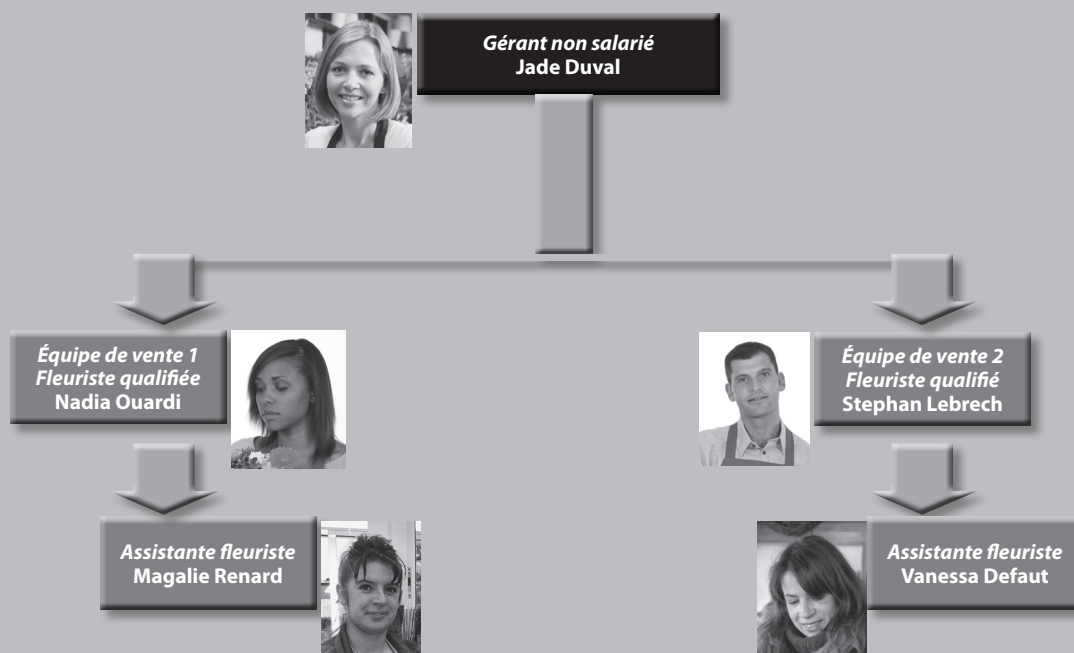 Gérant non salarié
Jade Duval
Équipe de vente 1
Fleuriste qualifiée
Nadia Ouardi
Équipe de vente 2
Fleuriste qualifié
Stephan Lebrech
Assistante fleuriste
Magalie Renard
Assistante fleuriste
Vanessa Defaut